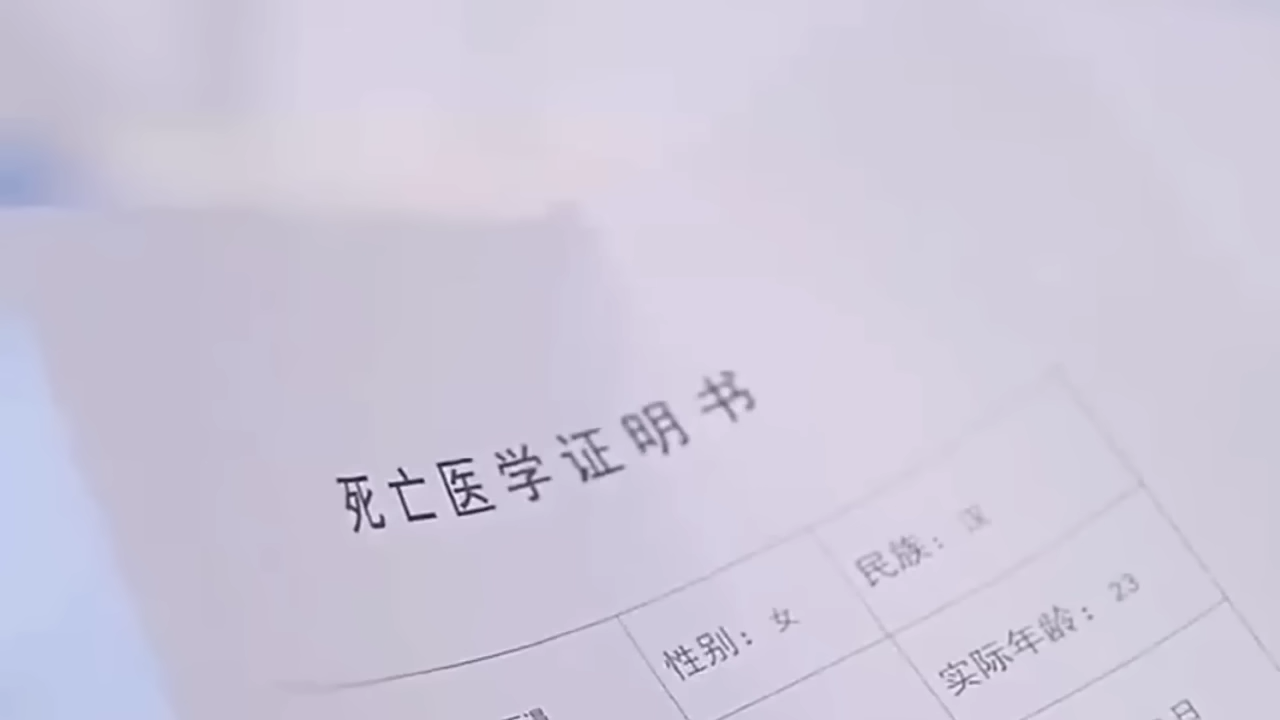 死亡医学证明书
性别：女
民族：汉
实际年龄：23